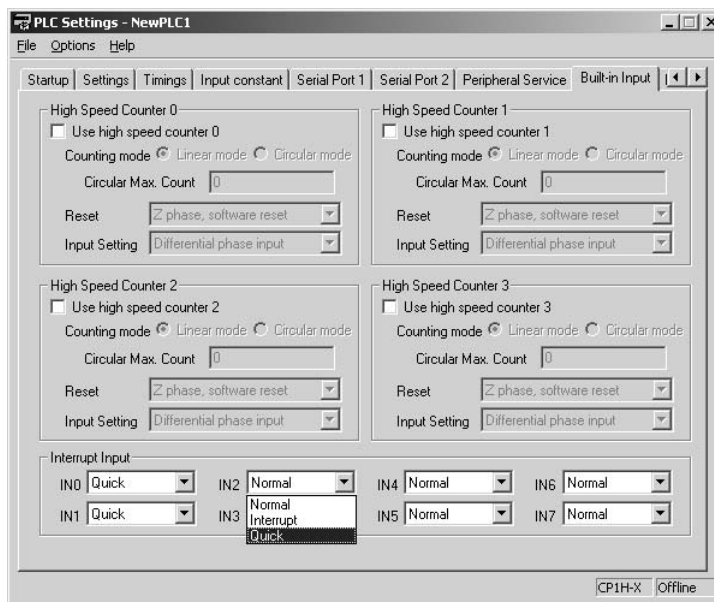 PLC Settings - NewPLC1
File Options Help
Startup Settings Timings Input constant Serial Port 1 Serial Port 2 Peripheral Service Built-in Input
High Speed Counter 0
Use high speed counter 0
Counting mode Linear mode Circular mode
Circular Max. Count 0
Reset Z phase, software reset
Input Setting Differential phase input
High Speed Counter 1
Use high speed counter 1
Counting mode Linear mode Circular mode
Circular Max. Count 0
Reset Z phase, software reset
Input Setting Differential phase input
High Speed Counter 2
Use high speed counter 2
Counting mode Linear mode Circular mode
Circular Max. Count 0
Reset Z phase, software reset
Input Setting Differential phase input
High Speed Counter 3
Use high speed counter 3
Counting mode Linear mode Circular mode
Circular Max. Count 0
Reset Z phase, software reset
Input Setting Differential phase input
Interrupt Input
IN0 Quick IN2 Normal IN4 Normal IN6 Normal
Normal
Interrupt
Quick
IN1 Quick IN3 IN5 Normal IN7 Normal
CP1H-X Offline